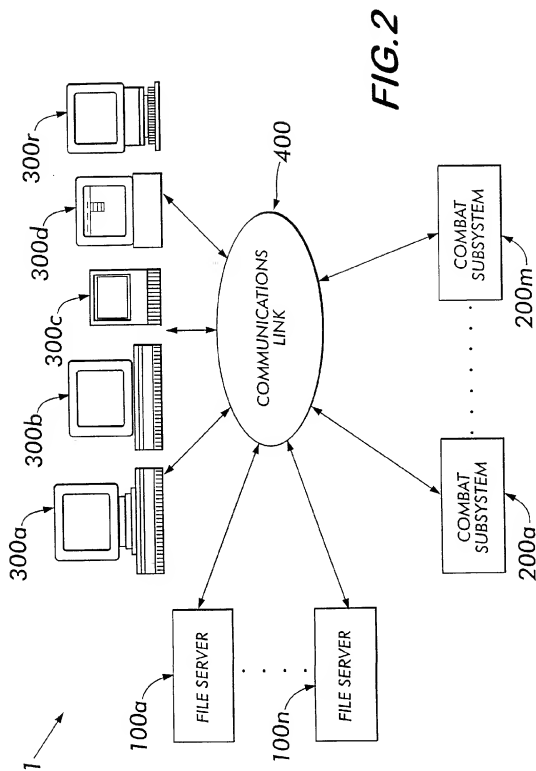 1
300a
300b
300c
300d
300r
100a
FILE SERVER
100n
FILE SERVER
COMMUNICATIONS
LINK
400
COMBAT
SUBSYSTEM
200a
COMBAT
SUBSYSTEM
200m
FIG.2